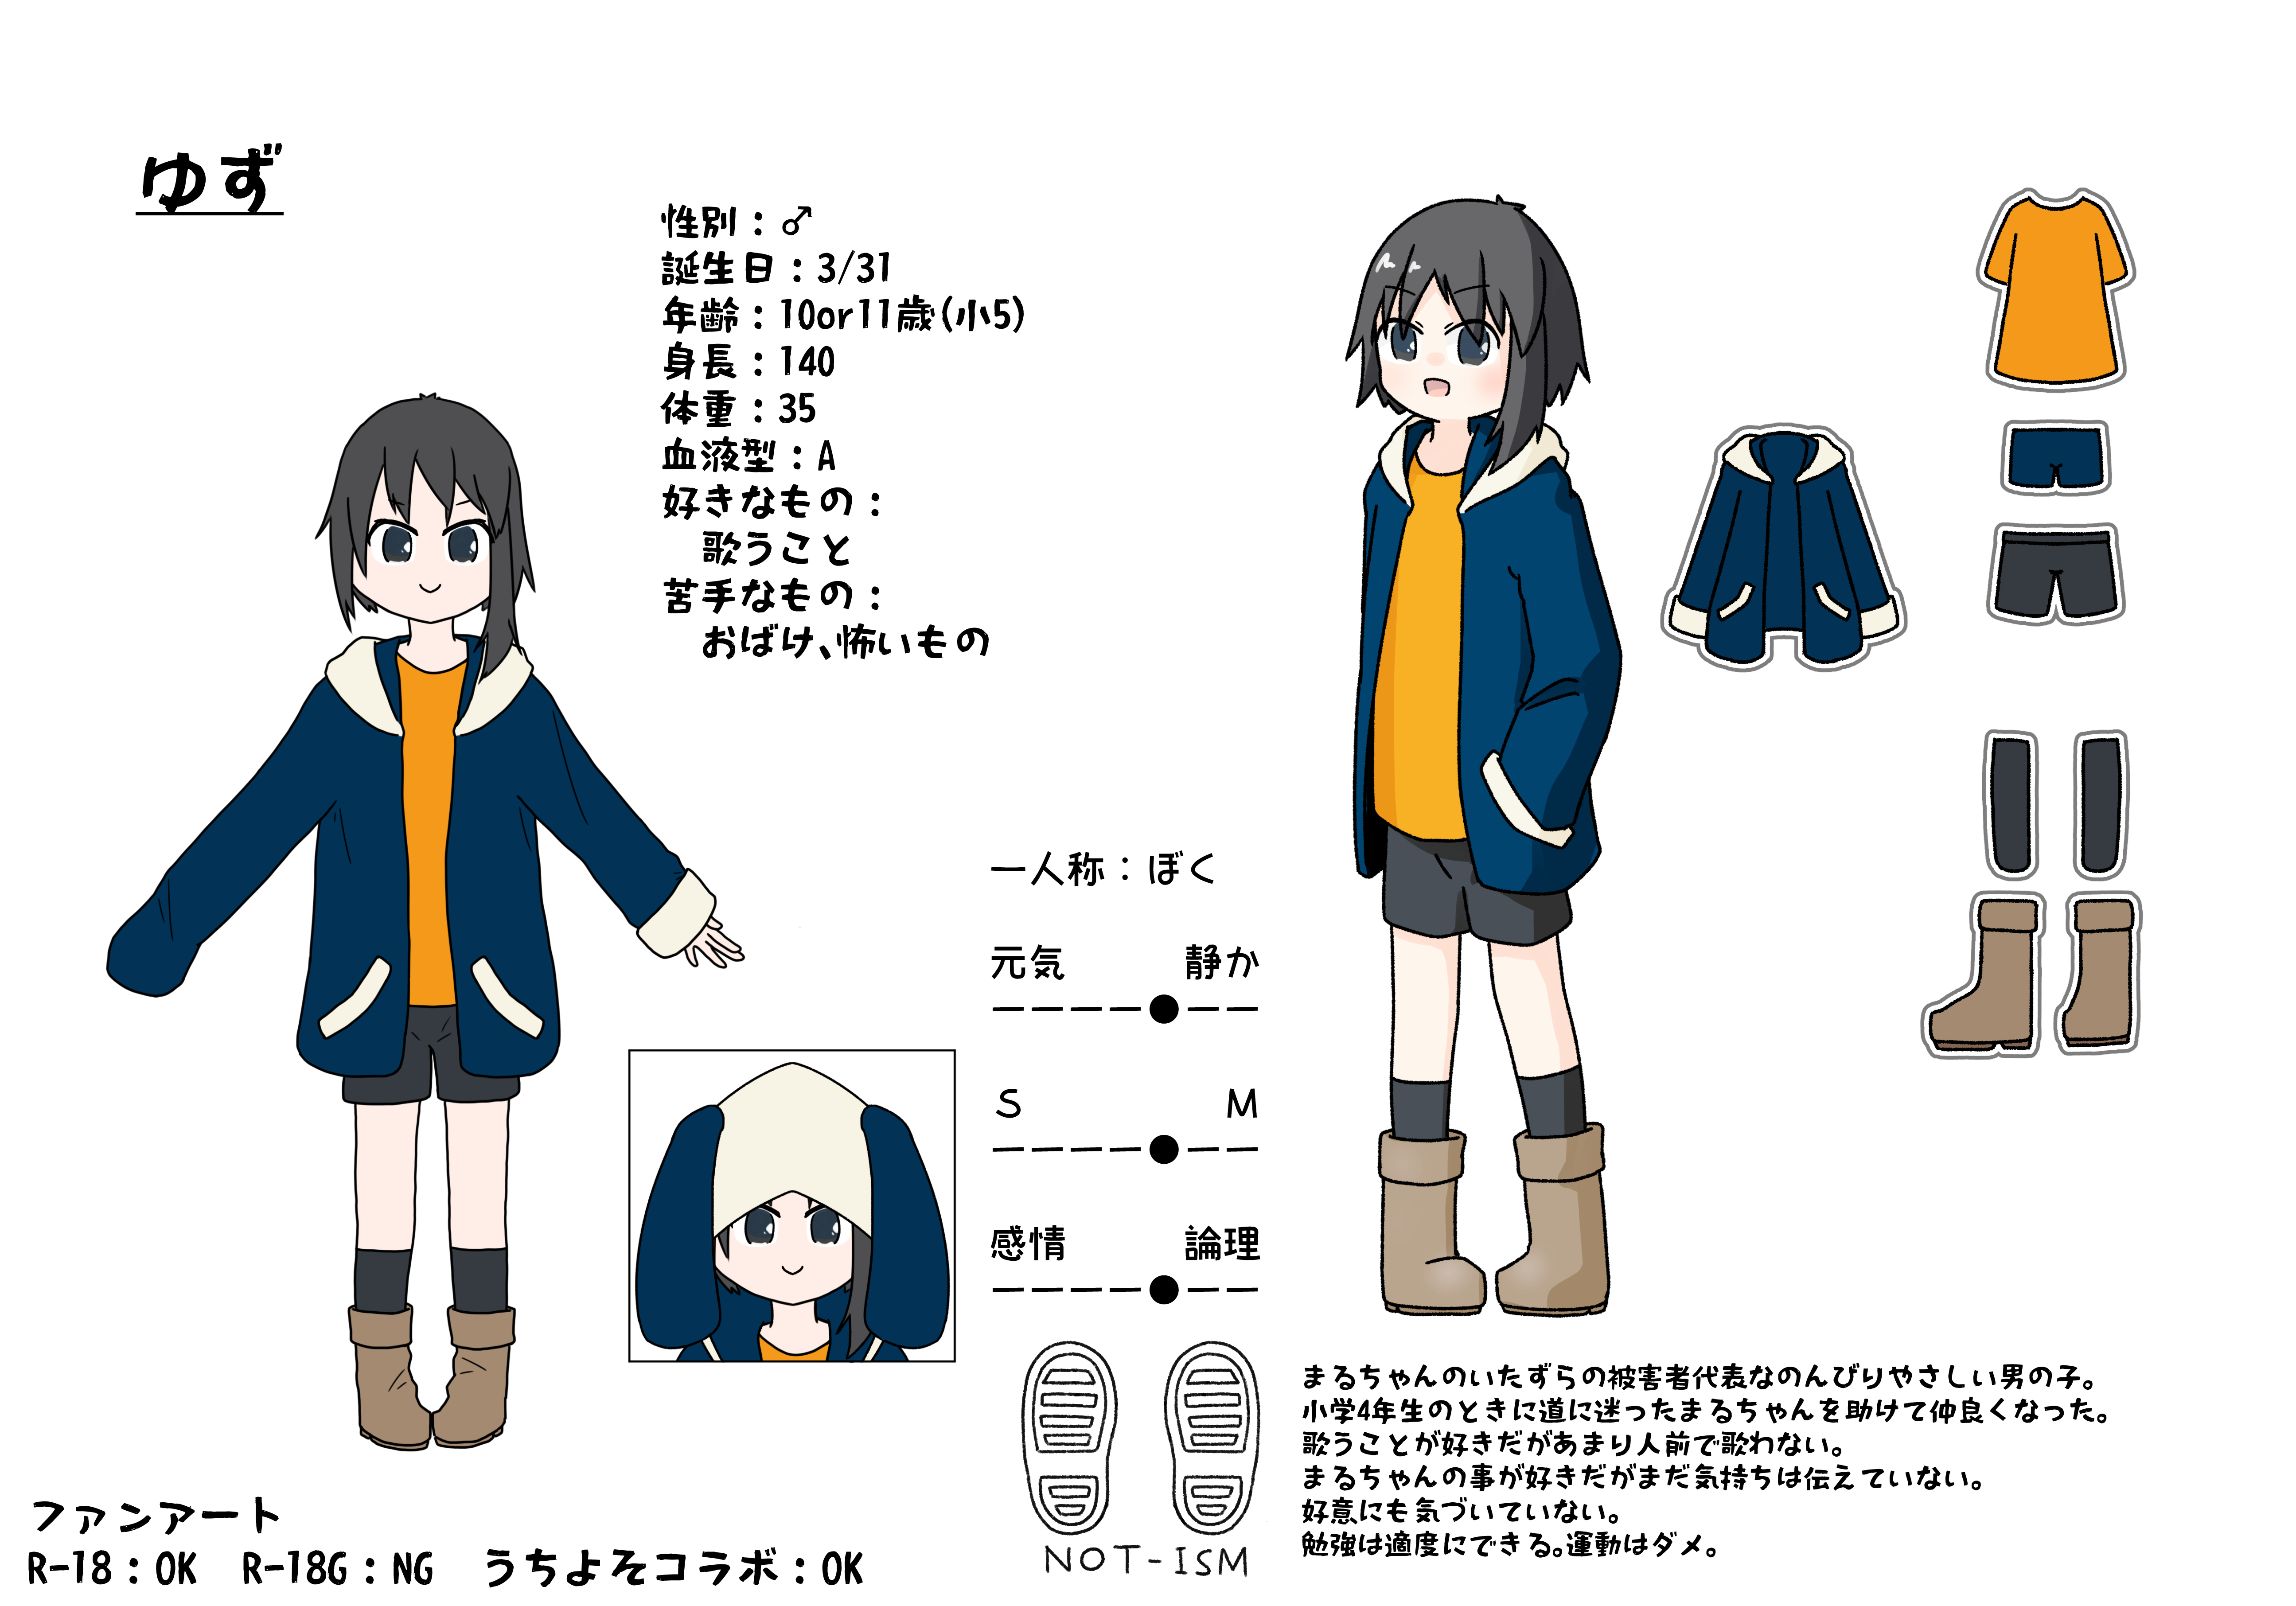 ゆず
性別：♂
誕生日：3/31
年齢：10or11歳(小5)
身長：140
体重：35
血液型：A
好きなもの：
歌うこと
苦手なもの：
おばけ、怖いもの
一人称：ぼく
元気 静か
S M
感情 論理
NOT-ISM
まるちゃんのいたずらの被害者代表なのんびりやさしい男の子。
小学4年生のときに道に迷ったまるちゃんを助けて仲良くなった。
歌うことが好きだがあまり人前で歌わない。
まるちゃんの事が好きだがまだ気持ちは伝えていない。
好意にも気づいていない。
勉強は適度にできる。運動はダメ。
ファンアート
R-18：OK R-18G：NG うちよそコラボ：OK